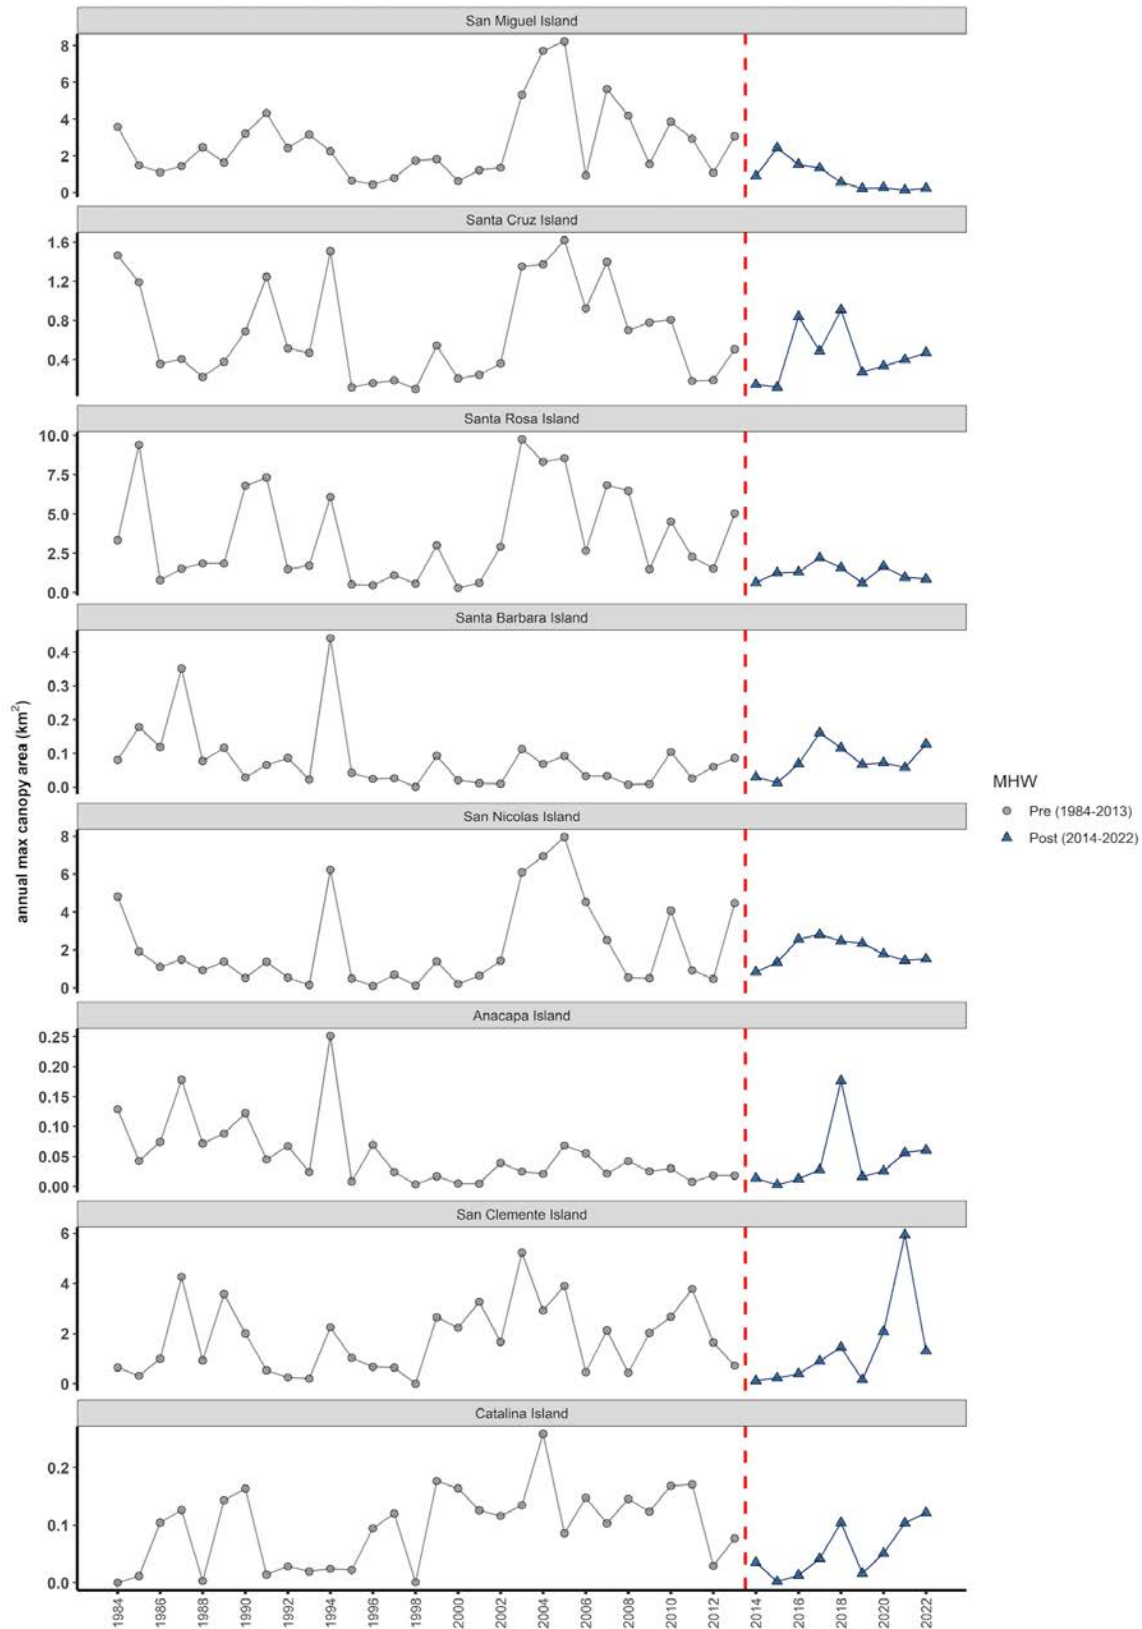 San Miguel Island
8
6
4
2
0
Santa Cruz Island
1.6
1.2
0.8
0.4
Santa Rosa Island
10.0
7.5
5.0
2.5
0.0
Santa Barbara Island
0.4
0.3
0.2
0.1
0.0
San Nicolas Island
8
6
4
2
0
Anacapa Island
0.25
0.20
0.15
0.10
0.05
0.00
San Clemente Island
6
4
2
0
Catalina Island
0.2
0.1
0.0
1984 1986 1988 1990 1992 1994 1996 1998 2000 2002 2004 2006 2008 2010 2012 2014 2016 2018 2020 2022
annual max canopy area (km²)
MHW
Pre (1984-2013)
Post (2014-2022)